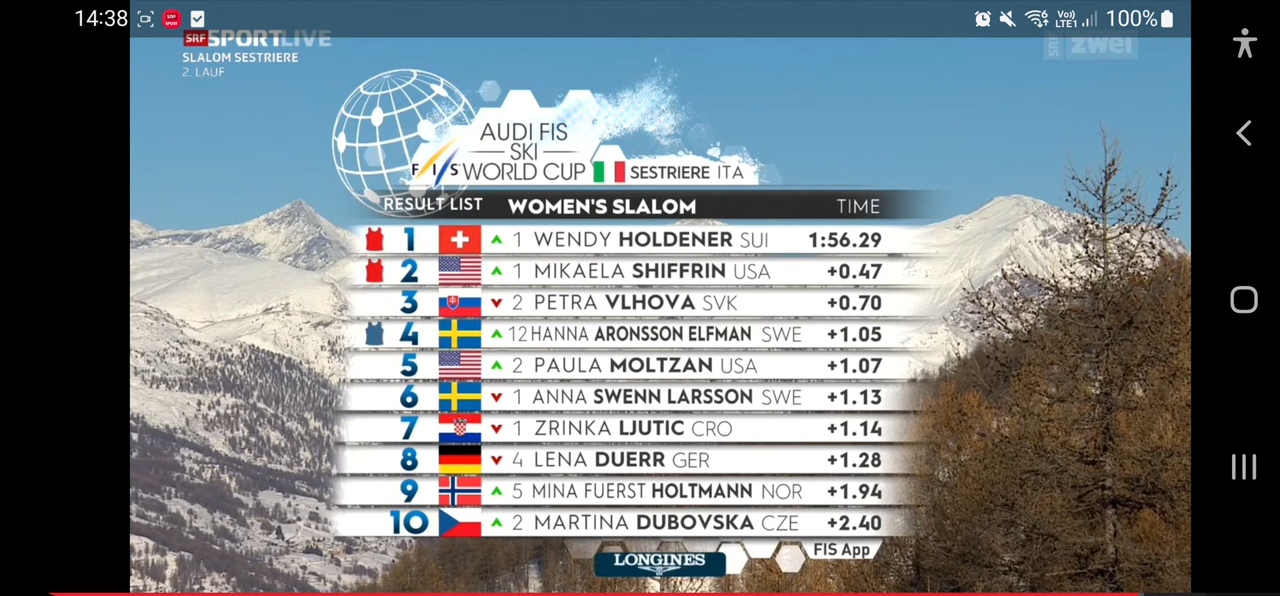 14:38
Vo)) LTE1 100%
SRF SPORTLIVE
SLALOM SESTRIERE
2. LAUF
SRF zwei
AUDI FIS
SKI
WORLD CUP
FIS
SESTRIERE ITA
RESULT LIST WOMEN'S SLALOM TIME
1 1 WENDY HOLDENER SUI 1:56.29
2 1 MIKAELA SHIFFRIN USA +0.47
3 2 PETRA VLHOVA SVK +0.70
4 12 HANNA ARONSSON ELFMAN SWE +1.05
5 2 PAULA MOLTZAN USA +1.07
6 1 ANNA SWENN LARSSON SWE +1.13
7 1 ZRINKA LJUTIC CRO +1.14
8 4 LENA DUERR GER +1.28
9 5 MINA FUERST HOLTMANN NOR +1.94
10 2 MARTINA DUBOVSKA CZE +2.40
FIS App
LONGINES